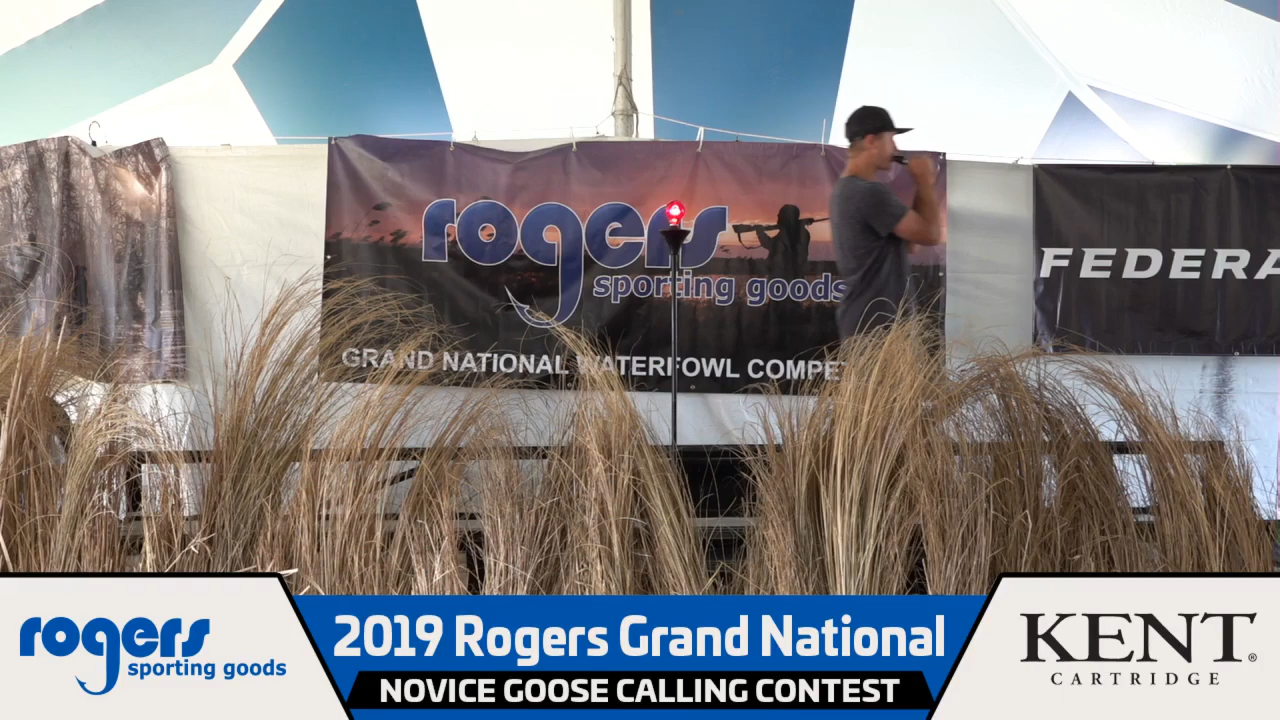 rogers
sporting goods
GRAND NATIONAL WATERFOWL COMPE
FEDERA
rogers
sporting goods
2019 Rogers Grand National
NOVICE GOOSE CALLING CONTEST
KENT®
CARTRIDGE